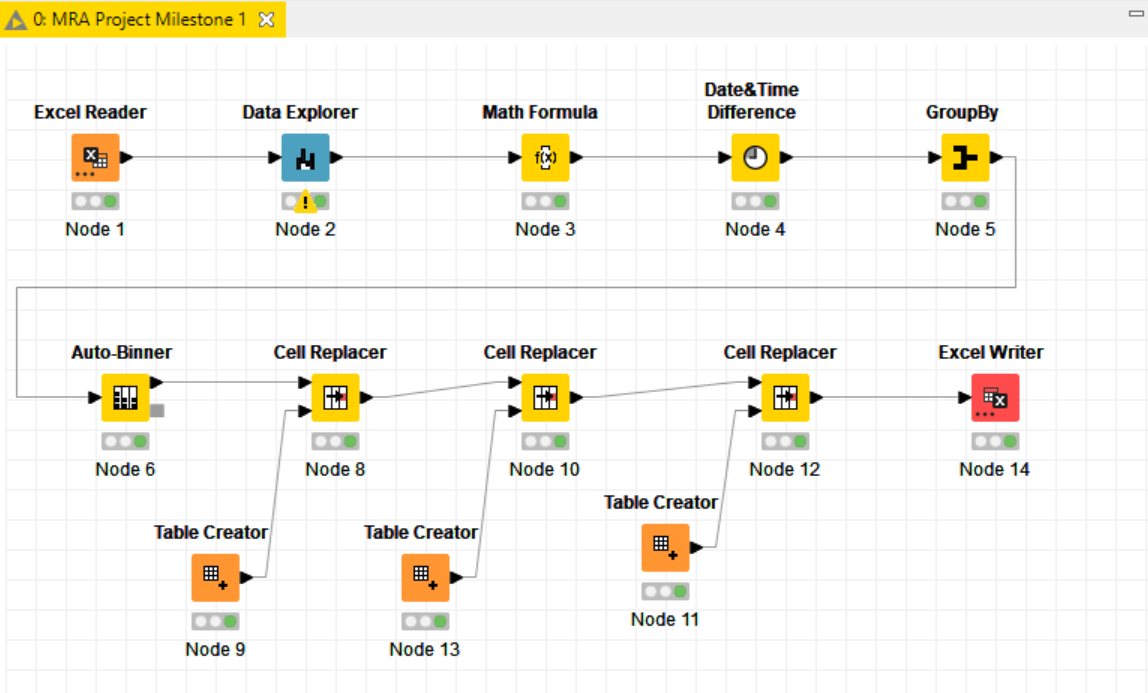 0: MRA Project Milestone 1
Excel Reader
Data Explorer
Math Formula
Date&Time
Difference
GroupBy
f(x)
Node 1
Node 2
Node 3
Node 4
Node 5
Auto-Binner
Cell Replacer
Cell Replacer
Cell Replacer
Excel Writer
Node 6
Node 8
Node 10
Node 12
Node 14
Table Creator
Table Creator
Table Creator
Node 9
Node 13
Node 11